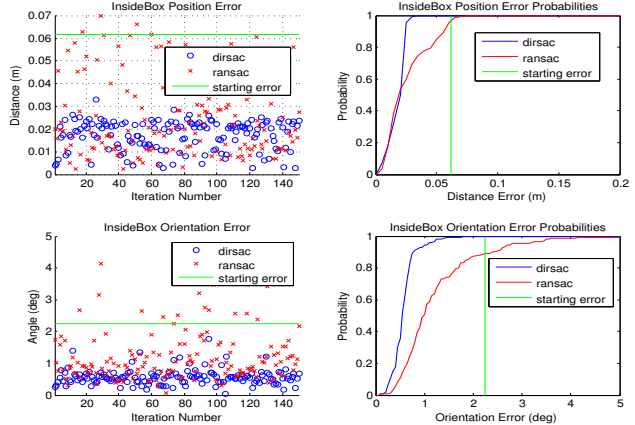 InsideBox Position Error
Distance (m)
0.07
0.06
0.05
0.04
0.03
0.02
0.01
0
20 40 60 80 100 120 140
Iteration Number
dirsac
ransac
starting error
InsideBox Position Error Probabilities
Probability
1
0.8
0.6
0.4
0.2
0
0 0.05 0.1 0.15 0.2
Distance Error (m)
dirsac
ransac
starting error
InsideBox Orientation Error
Angle (deg)
5
4
3
2
1
0
20 40 60 80 100 120 140
Iteration Number
dirsac
ransac
starting error
InsideBox Orientation Error Probabilities
Probability
1
0.8
0.6
0.4
0.2
0
0 1 2 3 4 5
Orientation Error (deg)
dirsac
ransac
starting error